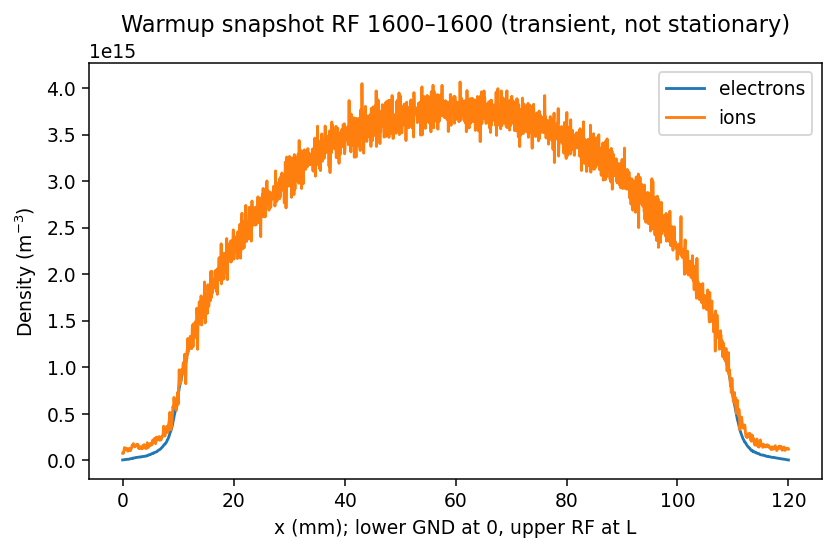 Warmup snapshot RF 1600–1600 (transient, not stationary)
1e15
electrons
ions
4.0
3.5
3.0
2.5
2.0
1.5
1.0
0.5
0.0
Density (m⁻³)
0 20 40 60 80 100 120
x (mm); lower GND at 0, upper RF at L